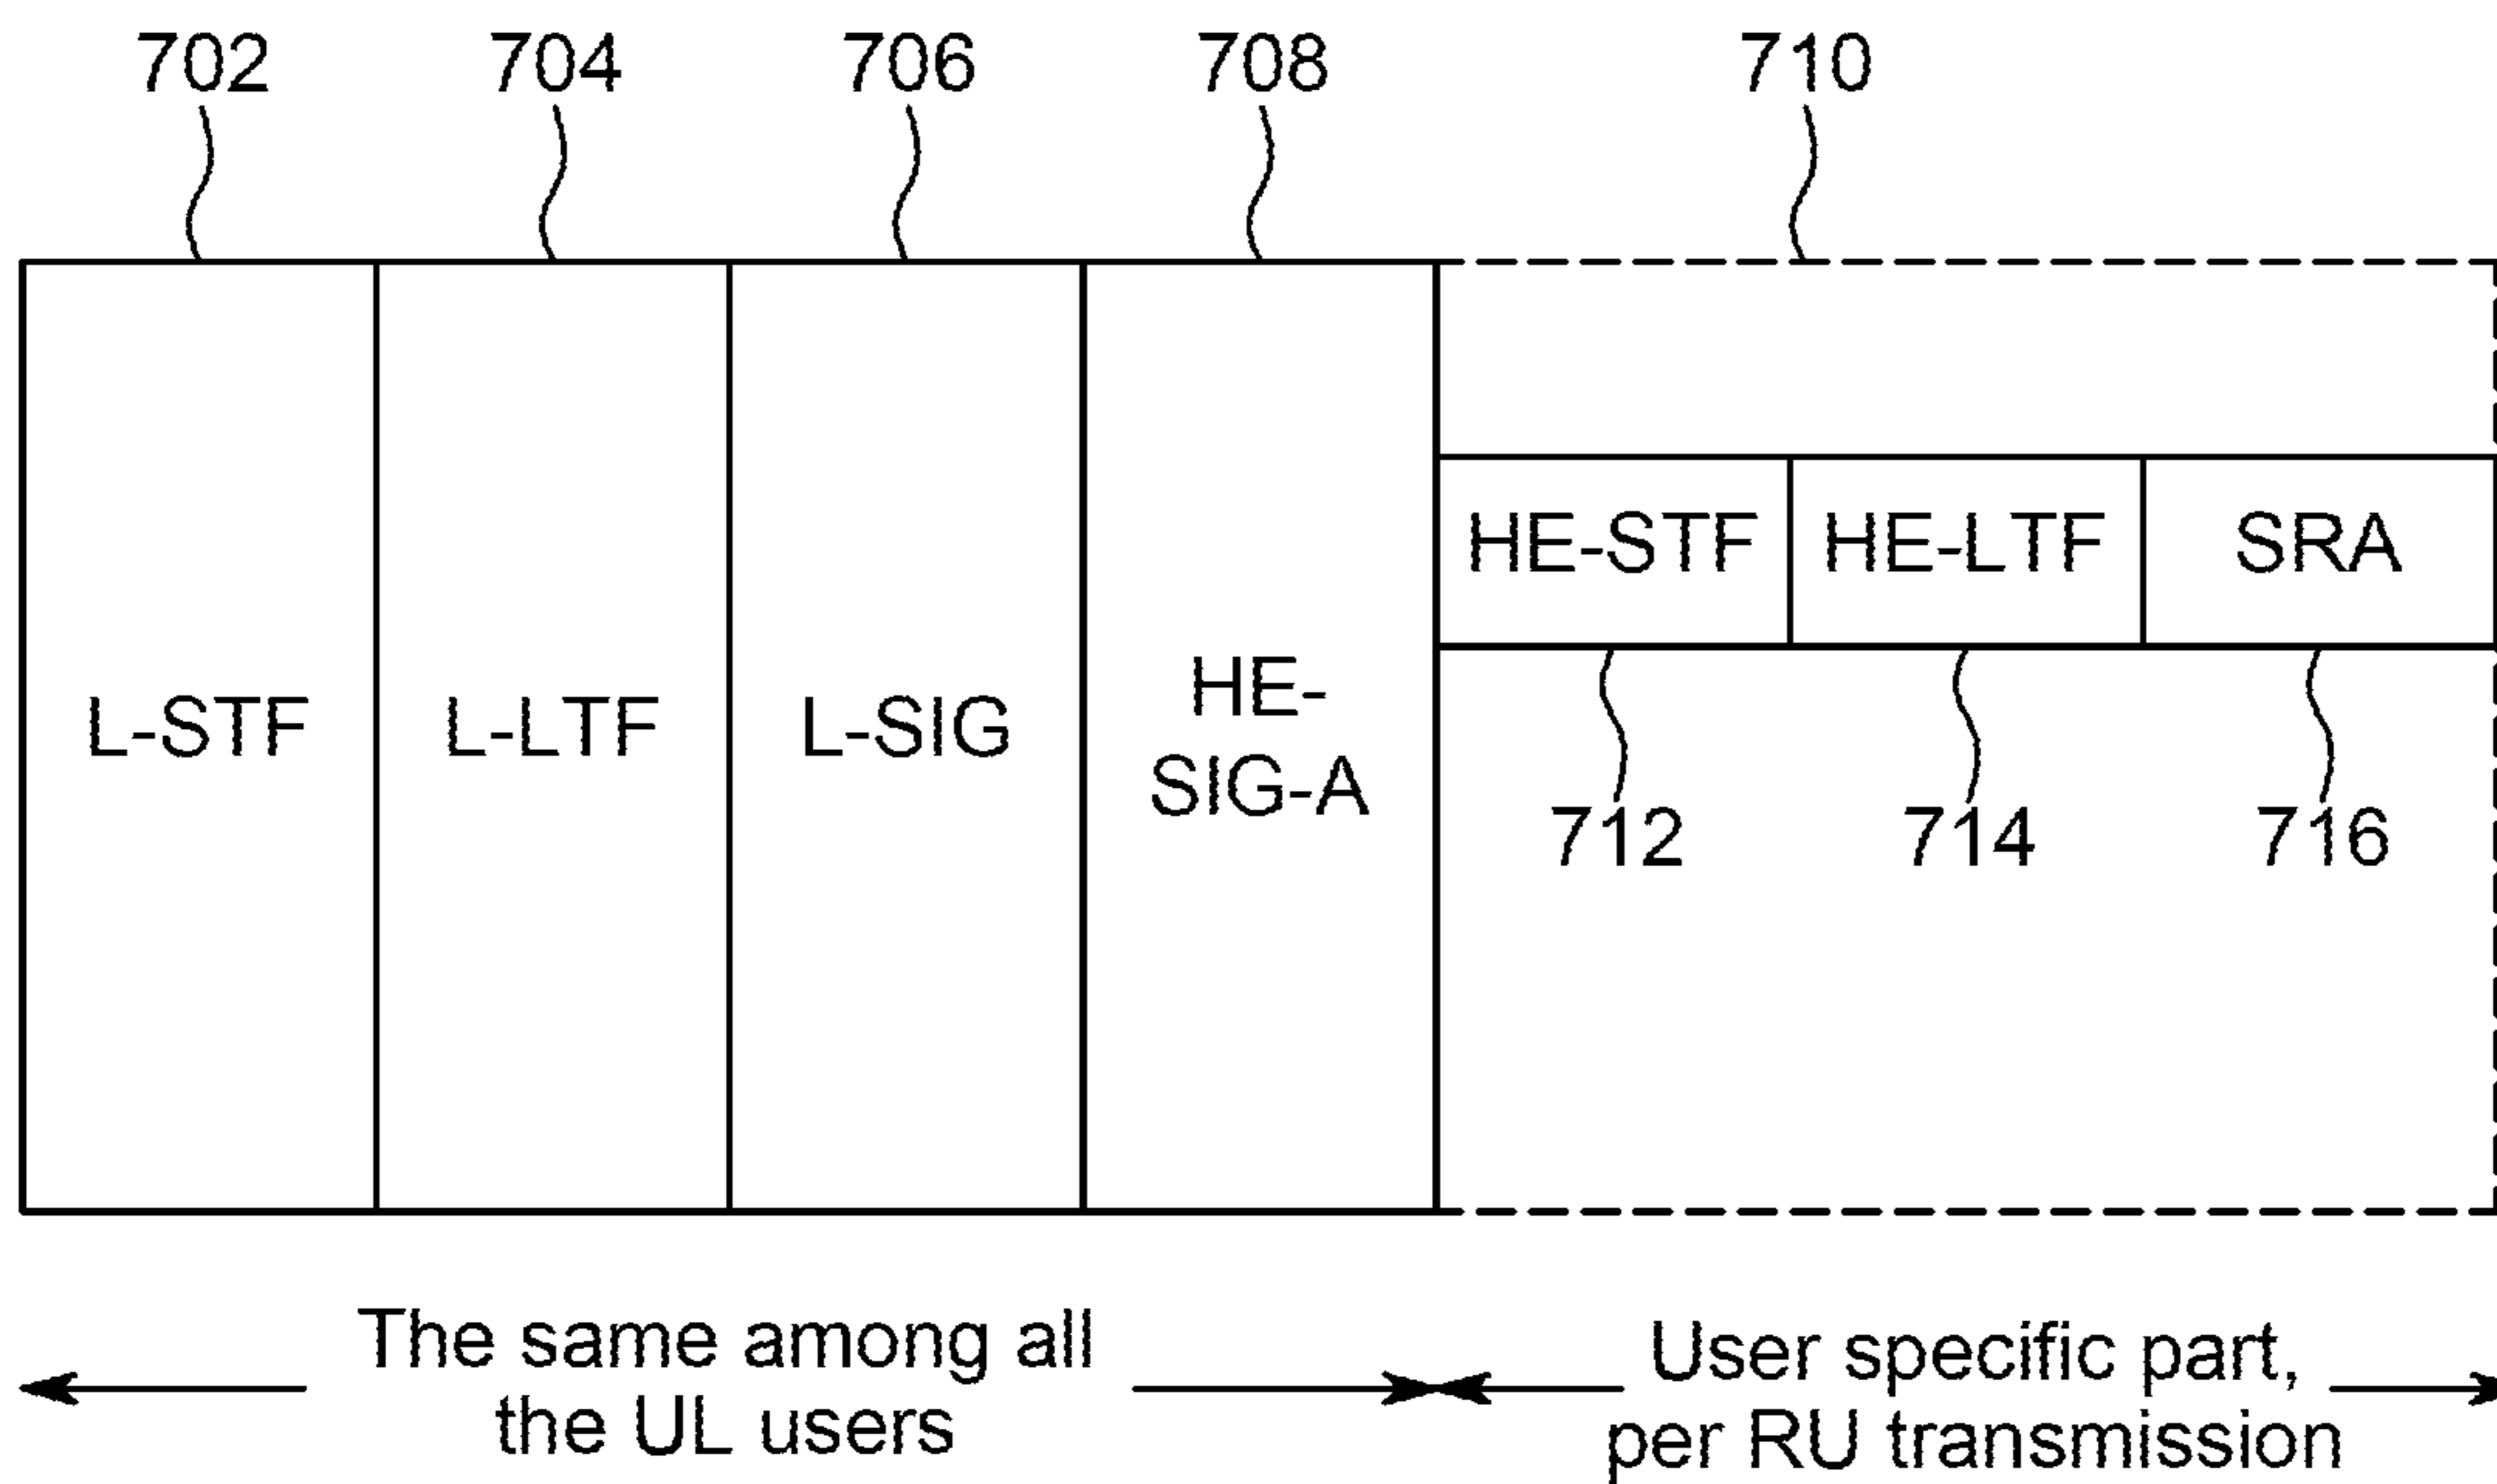 702 704 706 708 710
HE-STF HE-LTF SRA
L-STF L-LTF L-SIG HE-
SIG-A
712 714 716
The same among all
the UL users
User specific part,
per RU transmission